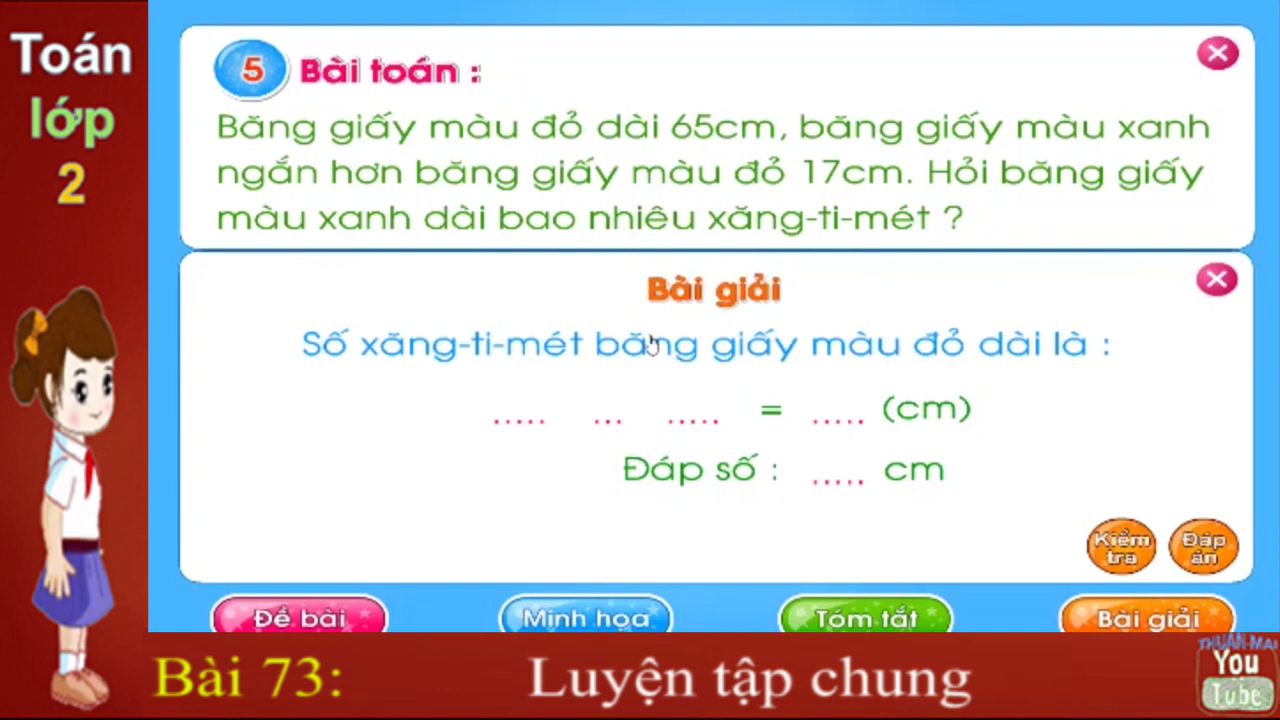 Toán
lớp
2
5 Bài toán :
Băng giấy màu đỏ dài 65cm, băng giấy màu xanh
ngắn hơn băng giấy màu đỏ 17cm. Hỏi băng giấy
màu xanh dài bao nhiêu xăng-ti-mét ?
Bài giải
Số xăng-ti-mét băng giấy màu đỏ dài là :
..... ... ..... = ..... (cm)
Đáp số : ..... cm
Kiểm
tra
Đáp
án
Đề bài Minh họa Tóm tắt Bài giải
Bài 73: Luyện tập chung
THUAN MAI
You
Tube